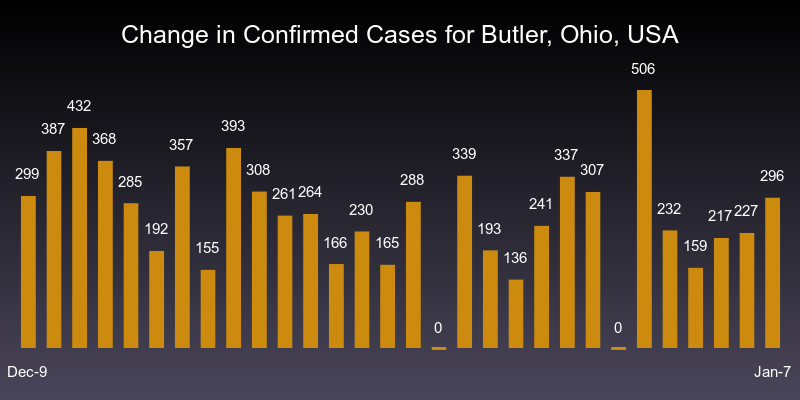 Change in Confirmed Cases for Butler, Ohio, USA
299 387 432 368 285 192 357 155 393 308 261 264 166 230 165 288 0 339 193 136 241 337 307 0 506 232 159 217 227 296
Dec-9 Jan-7